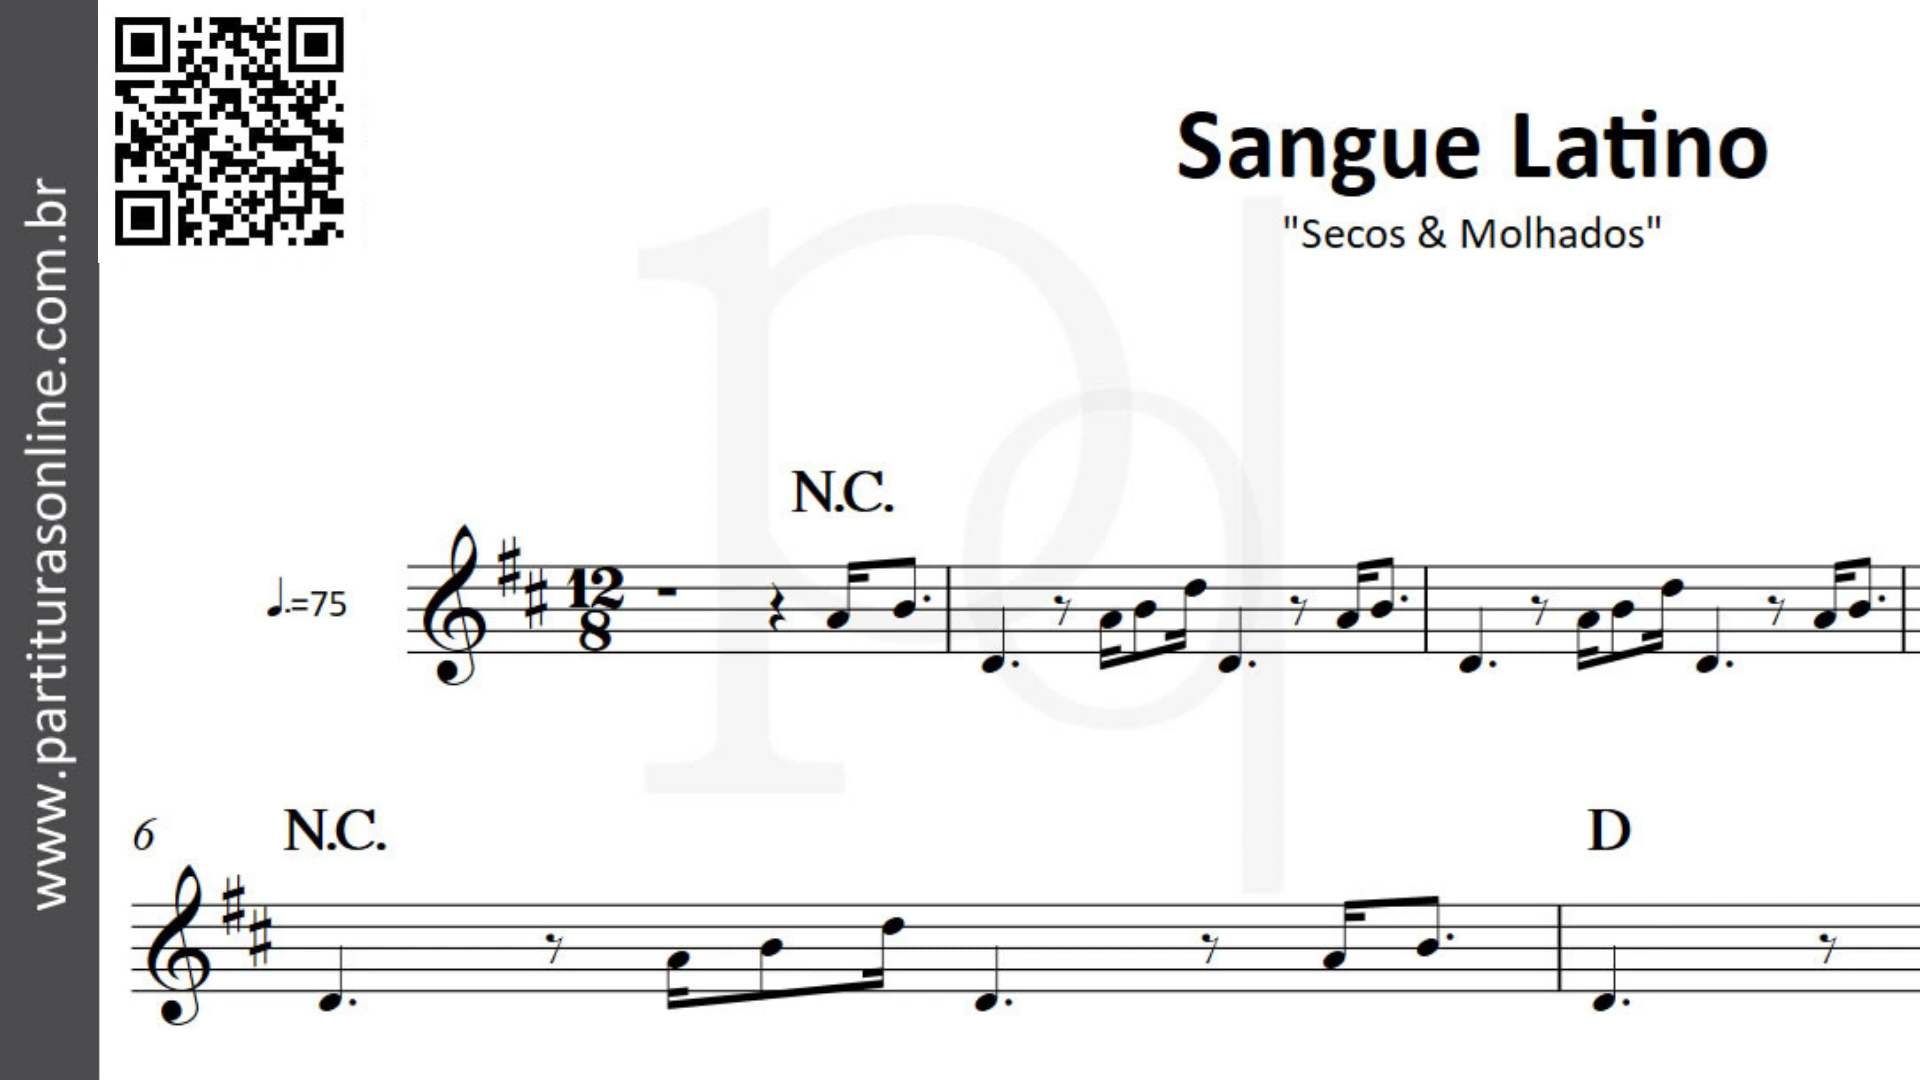 www.partiturasonline.com.br
Sangue Latino
"Secos & Molhados"
N.C.
♩.=75
12
8
6
N.C.
D